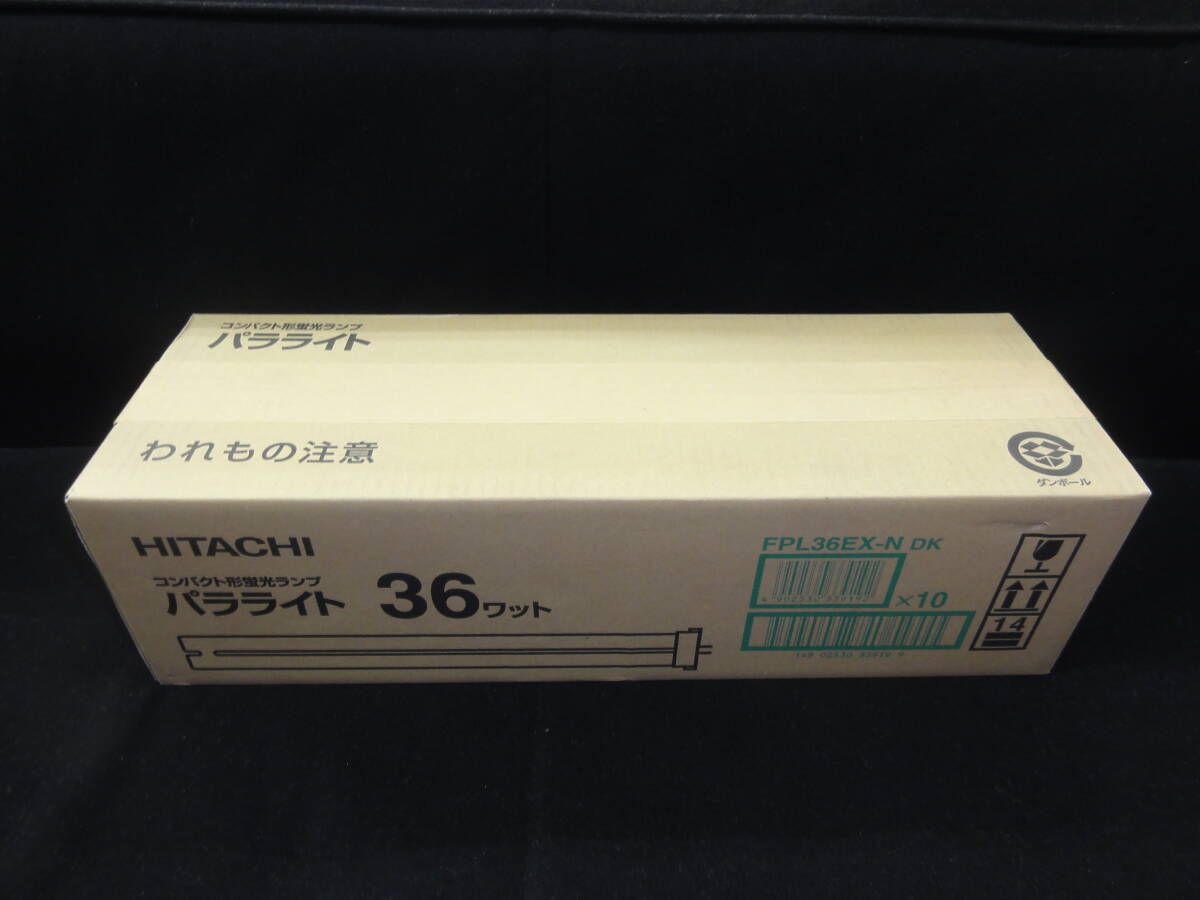 コンパクト形蛍光ランプ
パラライト
われもの注意
ダンボール
HITACHI
コンパクト形蛍光ランプ
パラライト 36ワット
FPL36EX-N DK
×10
14